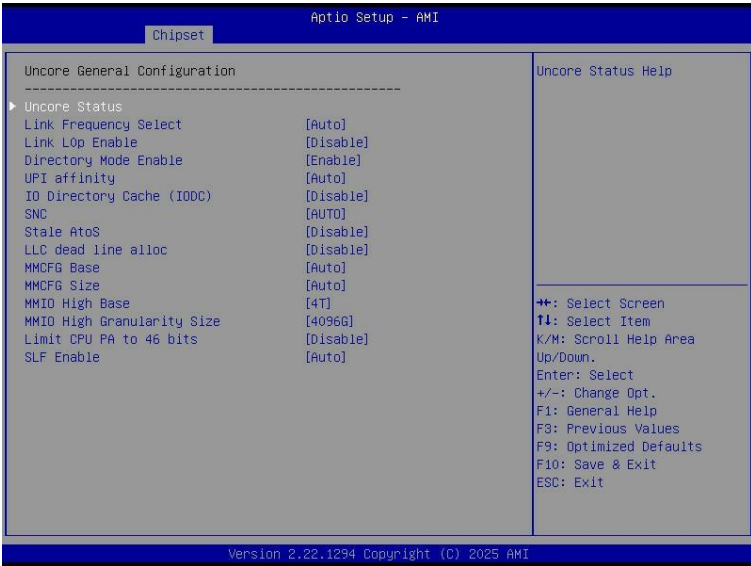 Aptio Setup - AMI
Chipset
Uncore General Configuration
--------------------------------------------------
Uncore Status
Link Frequency Select [Auto]
Link L0p Enable [Disable]
Directory Mode Enable [Enable]
UPI affinity [Auto]
IO Directory Cache (IODC) [Disable]
SNC [AUTO]
Stale AtoS [Disable]
LLC dead line alloc [Disable]
MMCFG Base [Auto]
MMCFG Size [Auto]
MMIO High Base [4T]
MMIO High Granularity Size [4096G]
Limit CPU PA to 46 bits [Disable]
SLF Enable [Auto]
Uncore Status Help
→←: Select Screen
↑↓: Select Item
K/M: Scroll Help Area
Up/Down.
Enter: Select
+/-: Change Opt.
F1: General Help
F3: Previous Values
F9: Optimized Defaults
F10: Save & Exit
ESC: Exit
Version 2.22.1294 Copyright (C) 2025 AMI